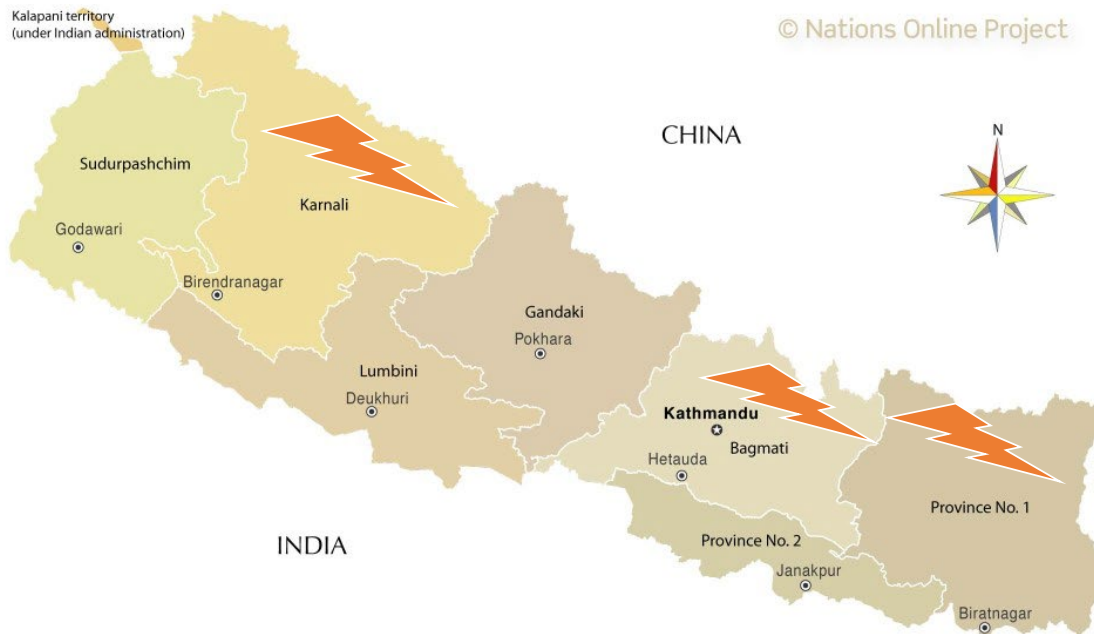 Kalapani territory
(under Indian administration)
© Nations Online Project
CHINA
N
Sudurpashchim
Karnali
Godawari
Birendranagar
Gandaki
Pokhara
Lumbini
Deukhuri
Kathmandu
Bagmati
Hetauda
Province No. 1
Province No. 2
INDIA
Janakpur
Biratnagar